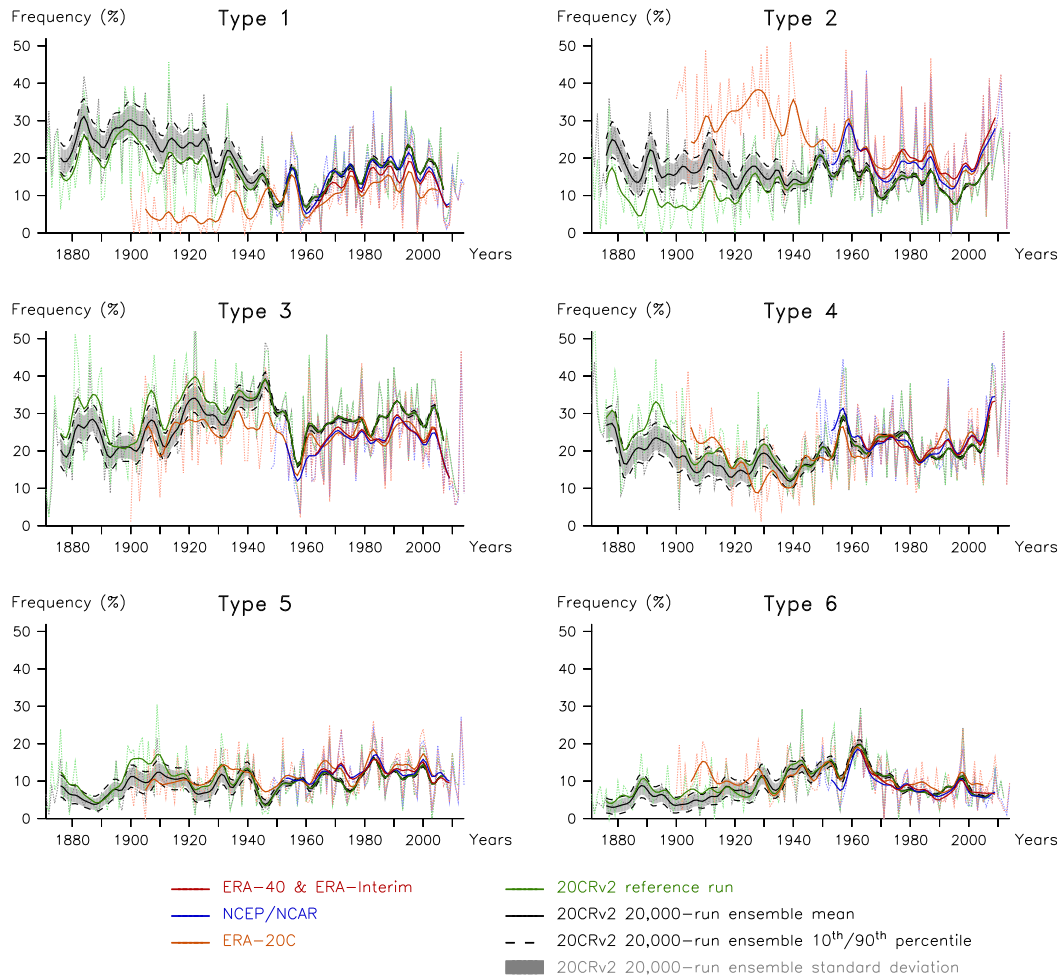 Frequency (%) Type 1
50
40
30
20
10
0
1880 1900 1920 1940 1960 1980 2000 Years
Frequency (%) Type 2
50
40
30
20
10
0
1880 1900 1920 1940 1960 1980 2000 Years
Frequency (%) Type 3
50
40
30
20
10
0
1880 1900 1920 1940 1960 1980 2000 Years
Frequency (%) Type 4
50
40
30
20
10
0
1880 1900 1920 1940 1960 1980 2000 Years
Frequency (%) Type 5
50
40
30
20
10
0
1880 1900 1920 1940 1960 1980 2000 Years
Frequency (%) Type 6
50
40
30
20
10
0
1880 1900 1920 1940 1960 1980 2000 Years
ERA-40 & ERA-Interim
NCEP/NCAR
ERA-20C
20CRv2 reference run
20CRv2 20,000-run ensemble mean
20CRv2 20,000-run ensemble 10th/90th percentile
20CRv2 20,000-run ensemble standard deviation